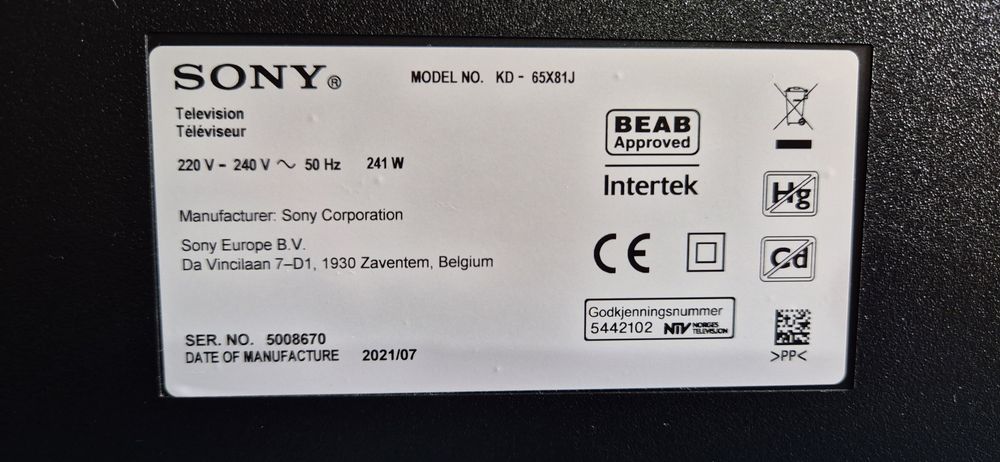 SONY®
MODEL NO. KD - 65X81J
Television
Téléviseur
220 V - 240 V ~ 50 Hz 241 W
Manufacturer: Sony Corporation
Sony Europe B.V.
Da Vincilaan 7–D1, 1930 Zaventem, Belgium
SER. NO. 5008670
DATE OF MANUFACTURE 2021/07
BEAB
Approved
Intertek
CE
Godkjenningsnummer
5442102 NTV NORGES
TELEVISJON
Hg
Cd
>PP<